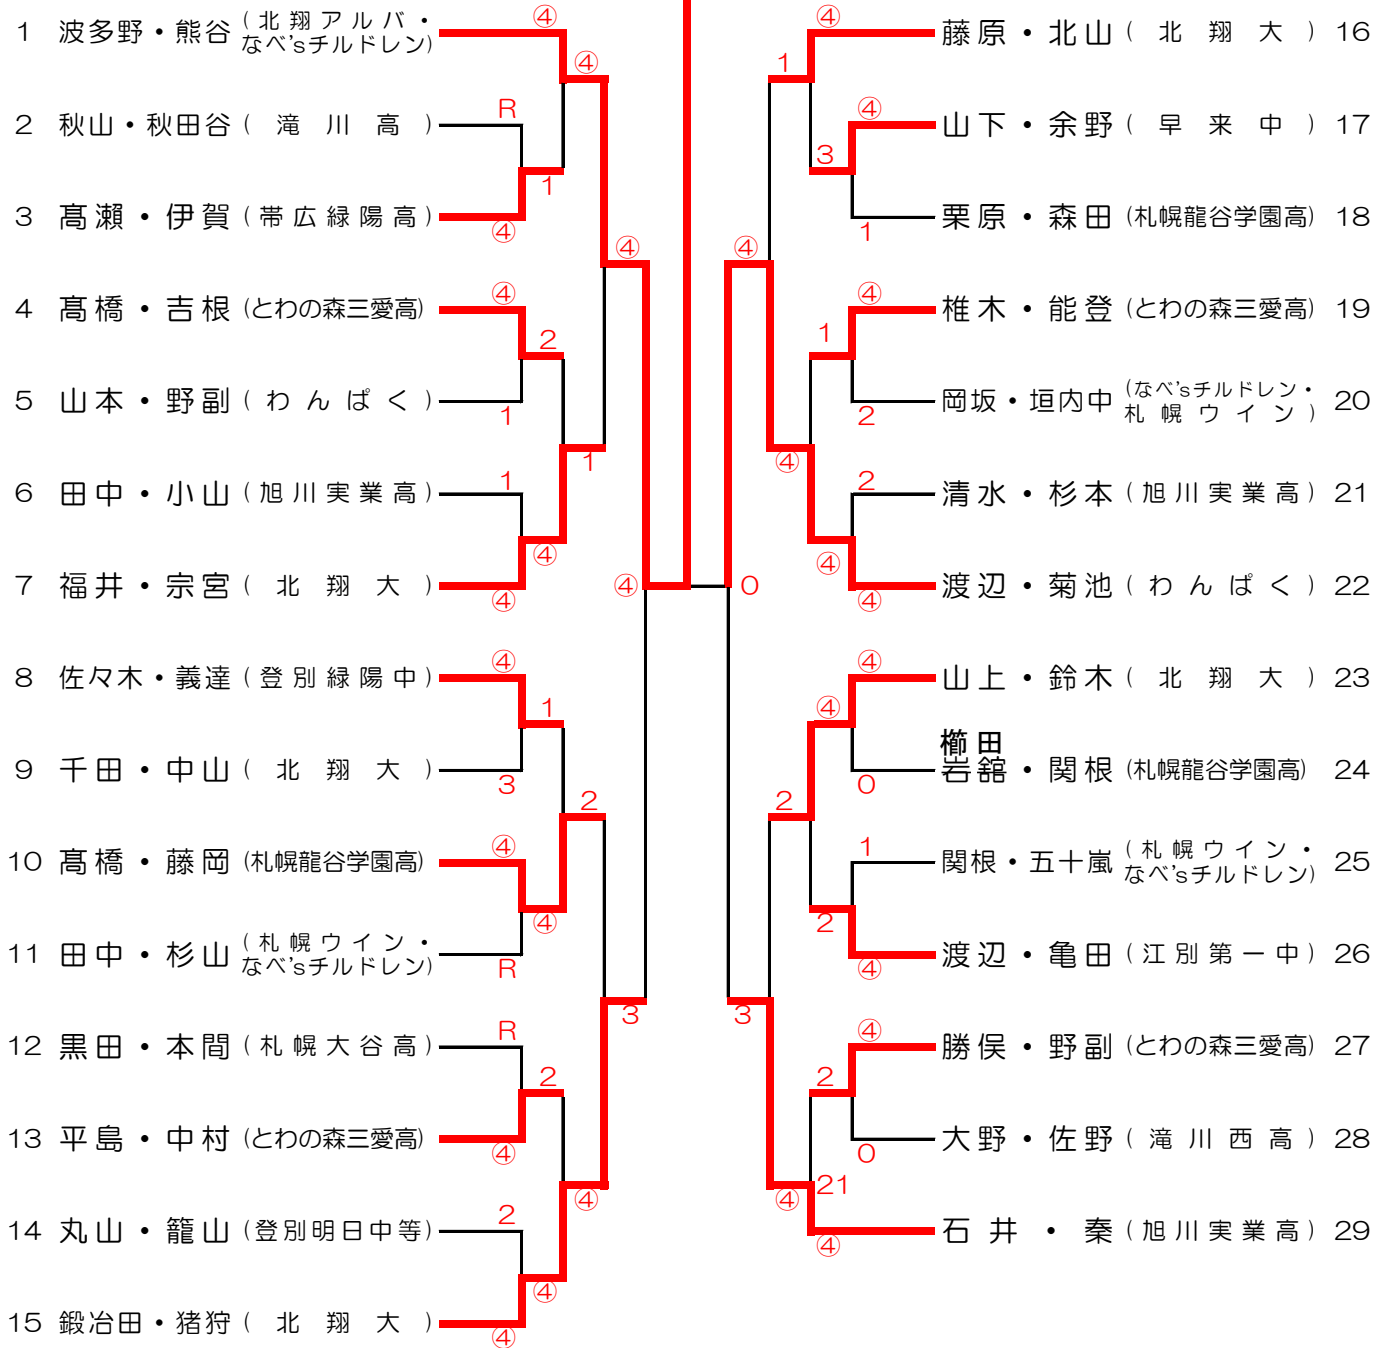 1 波多野・熊谷 (北翔アルバ・
なべ'sチルドレン)
④
④
R
2 秋山・秋田谷 (滝川高)
1
3 髙瀬・伊賀 (帯広緑陽高)
④
④
4 髙橋・吉根 (とわの森三愛高)
④
2
5 山本・野副 (わんぱく)
1
1
6 田中・小山 (旭川実業高)
1
④
7 福井・宗宮 (北翔大)
④
④
8 佐々木・義達 (登別緑陽中)
④
1
9 千田・中山 (北翔大)
3
2
10 髙橋・藤岡 (札幌龍谷学園高)
④
④
11 田中・杉山 (札幌ウイン・
なべ'sチルドレン)
R
3
12 黒田・本間 (札幌大谷高)
R
2
13 平島・中村 (とわの森三愛高)
④
④
14 丸山・籠山 (登別明日中等)
2
④
15 鍛冶田・猪狩 (北翔大)
④
④
藤原・北山 (北翔大) 16
1
④
山下・余野 (早来中) 17
3
栗原・森田 (札幌龍谷学園高) 18
1
④
④
椎木・能登 (とわの森三愛高) 19
1
岡坂・垣内中 (なべ'sチルドレン・
札幌ウイン) 20
2
④
2
清水・杉本 (旭川実業高) 21
④
渡辺・菊池 (わんぱく) 22
④
0
④
山上・鈴木 (北翔大) 23
④
櫛田
岩舘・関根 (札幌龍谷学園高) 24
0
2
1
関根・五十嵐 (札幌ウイン・
なべ'sチルドレン) 25
2
渡辺・亀田 (江別第一中) 26
④
3
④
勝俣・野副 (とわの森三愛高) 27
2
大野・佐野 (滝川西高) 28
0
④
21
石井・秦 (旭川実業高) 29
④